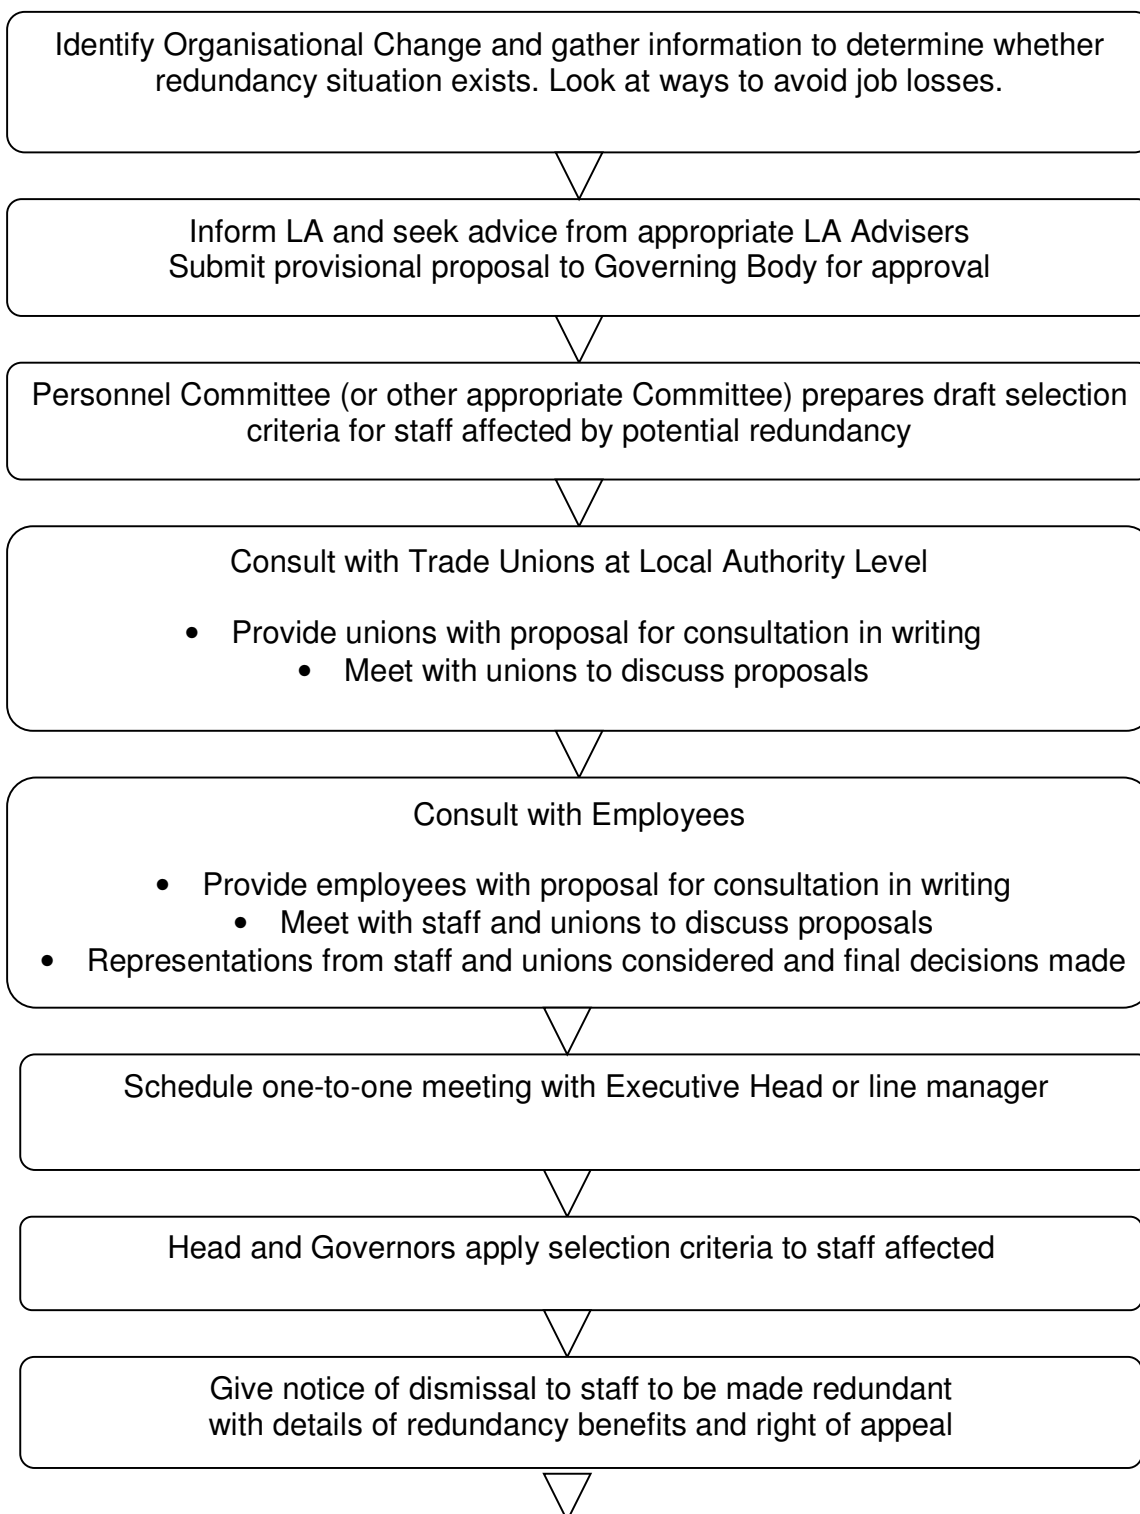 Identify Organisational Change and gather information to determine whether
redundancy situation exists. Look at ways to avoid job losses.
Inform LA and seek advice from appropriate LA Advisers
Submit provisional proposal to Governing Body for approval
Personnel Committee (or other appropriate Committee) prepares draft selection
criteria for staff affected by potential redundancy
Consult with Trade Unions at Local Authority Level
• Provide unions with proposal for consultation in writing
• Meet with unions to discuss proposals
Consult with Employees
• Provide employees with proposal for consultation in writing
• Meet with staff and unions to discuss proposals
• Representations from staff and unions considered and final decisions made
Schedule one-to-one meeting with Executive Head or line manager
Head and Governors apply selection criteria to staff affected
Give notice of dismissal to staff to be made redundant
with details of redundancy benefits and right of appeal